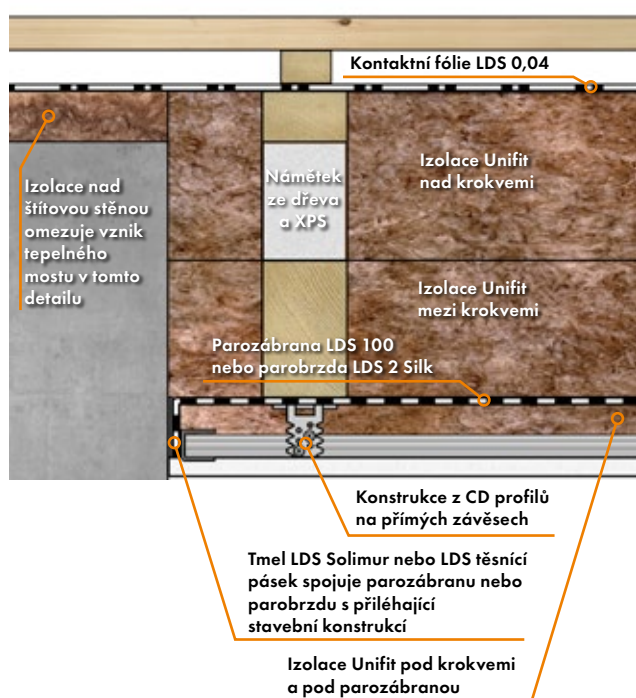 Kontaktní fólie LDS 0,04
Izolace Unifit
nad krokvemi
Námětek
ze dřeva
a XPS
Izolace nad
štítovou stěnou
omezuje vznik
tepelného
mostu v tomto
detailu
Izolace Unifit
mezi krokvemi
Parozábrana LDS 100
nebo parobrzda LDS 2 Silk
Konstrukce z CD profilů
na přímých závěsech
Tmel LDS Solimur nebo LDS těsnící
pásek spojuje parozábranu nebo
parobrzdu s přiléhající
stavební konstrukcí
Izolace Unifit pod krokvemi
a pod parozábranou